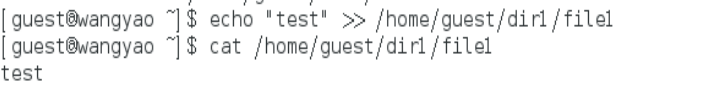 [guest@wangyao ~]$ echo "test" >> /home/guest/dir1/file1
[guest@wangyao ~]$ cat /home/guest/dir1/file1
test